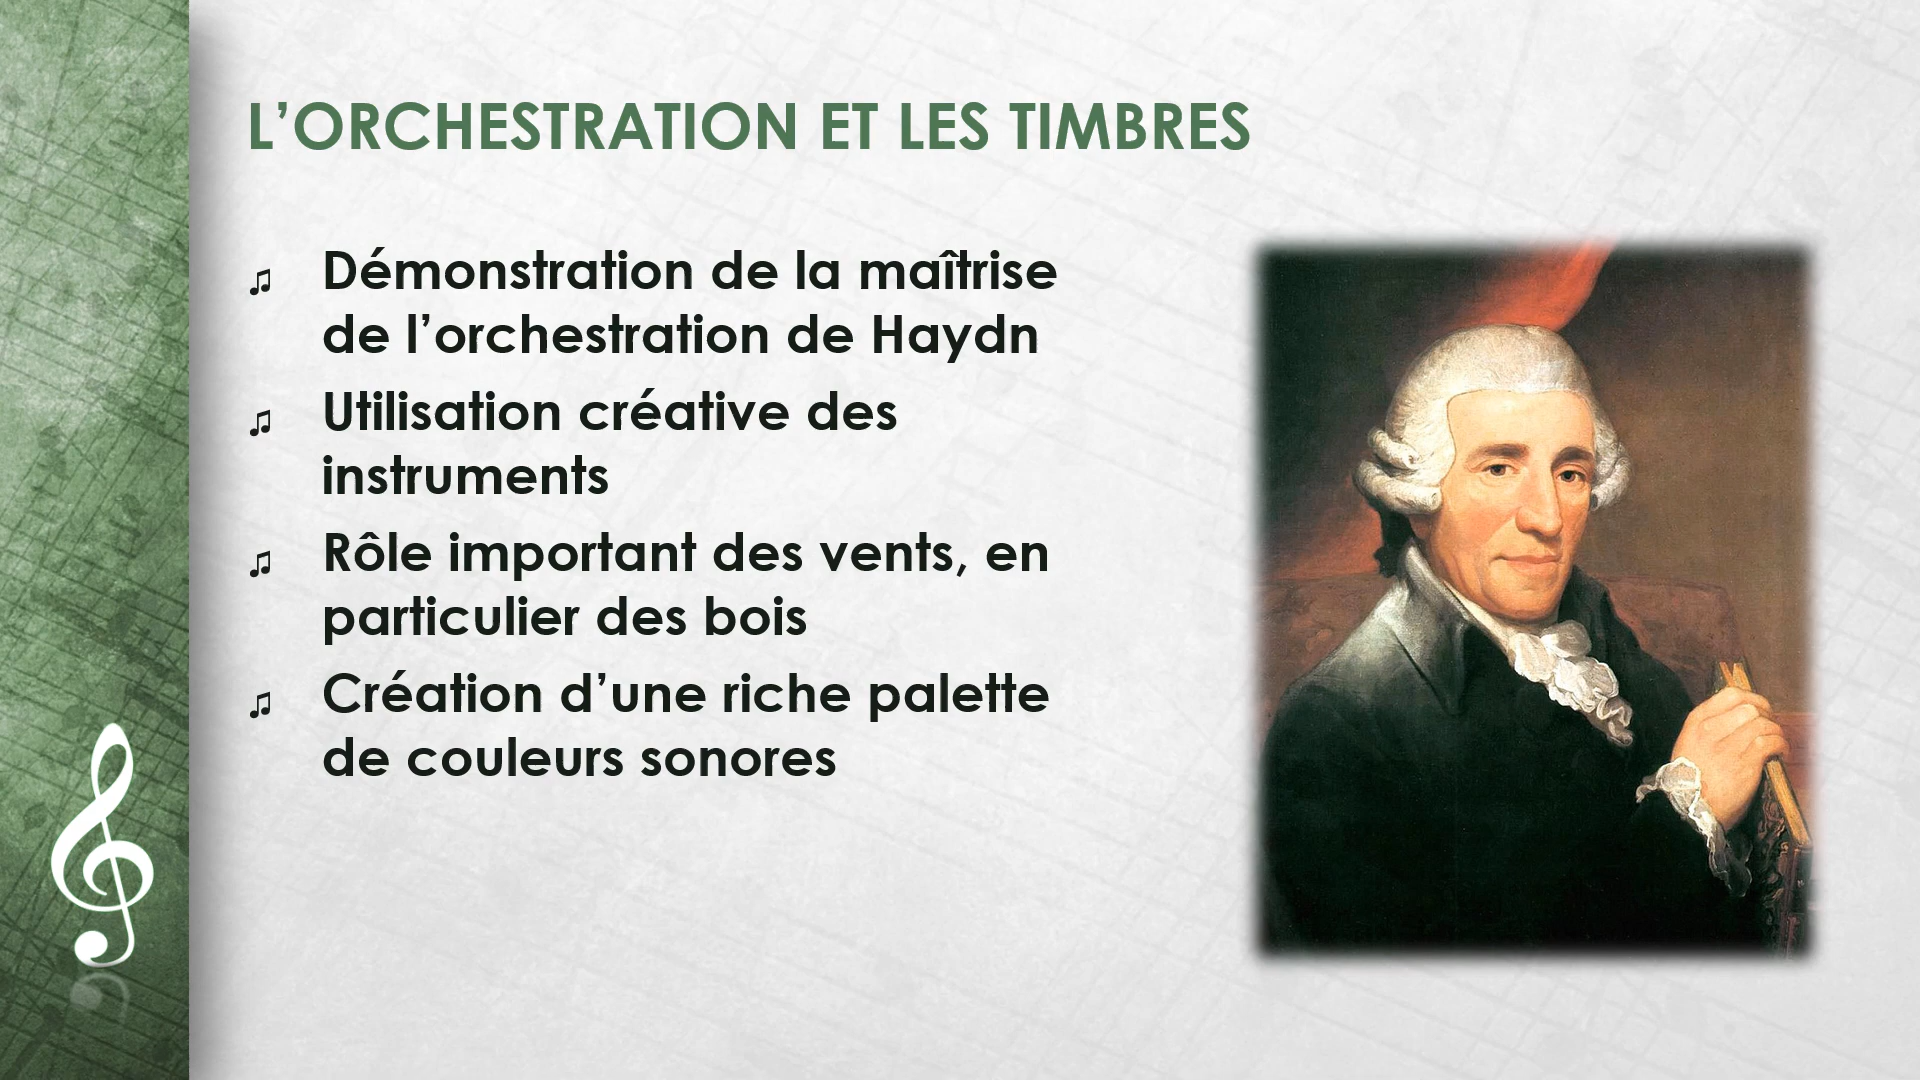 L’ORCHESTRATION ET LES TIMBRES
♫ Démonstration de la maîtrise
de l’orchestration de Haydn
♫ Utilisation créative des
instruments
♫ Rôle important des vents, en
particulier des bois
♫ Création d’une riche palette
de couleurs sonores